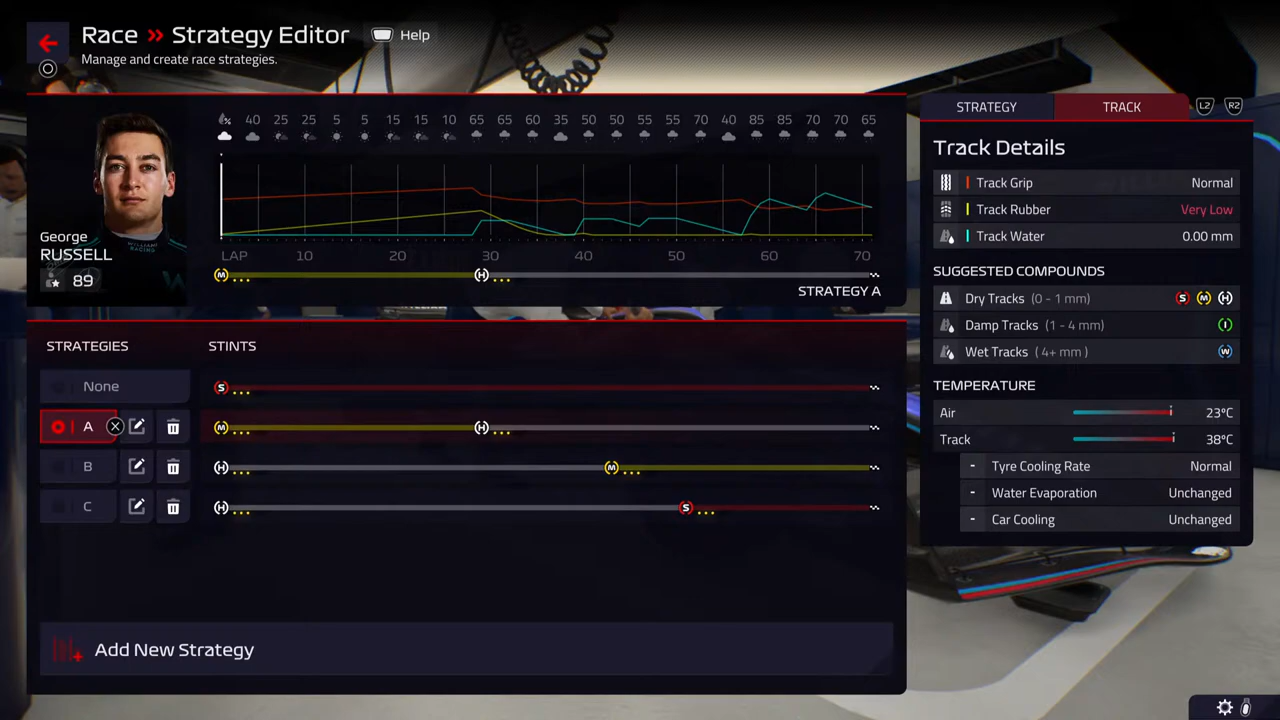 Race » Strategy Editor
Help
Manage and create race strategies.
% 40 25 25 5 5 15 15 10 65 65 60 35 50 50 55 55 70 40 85 85 70 70 65
George
RUSSELL
89
WILLIAMS
RACING
LAP 10 20 30 40 50 60 70
M H
STRATEGY A
STRATEGIES STINTS
None S
A M H
B H M
C H S
Add New Strategy
STRATEGY TRACK L2 R2
Track Details
Track Grip Normal
Track Rubber Very Low
Track Water 0.00 mm
SUGGESTED COMPOUNDS
Dry Tracks (0 - 1 mm) S M H
Damp Tracks (1 - 4 mm) I
Wet Tracks ( 4+ mm ) W
TEMPERATURE
Air 23°C
Track 38°C
- Tyre Cooling Rate Normal
- Water Evaporation Unchanged
- Car Cooling Unchanged